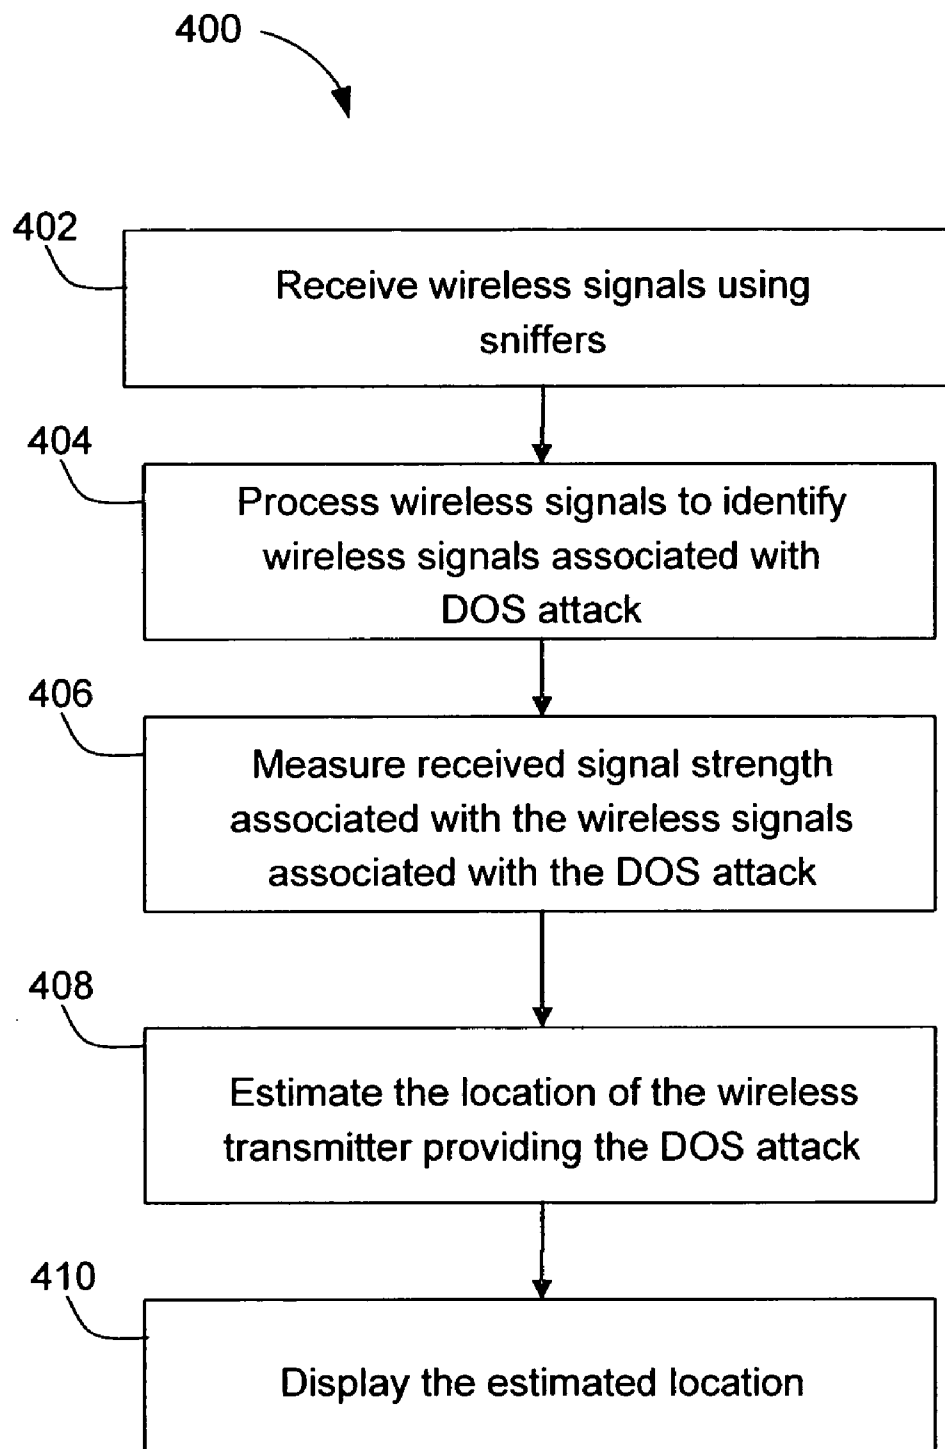 400
402
Receive wireless signals using
sniffers
404
Process wireless signals to identify
wireless signals associated with
DOS attack
406
Measure received signal strength
associated with the wireless signals
associated with the DOS attack
408
Estimate the location of the wireless
transmitter providing the DOS attack
410
Display the estimated location